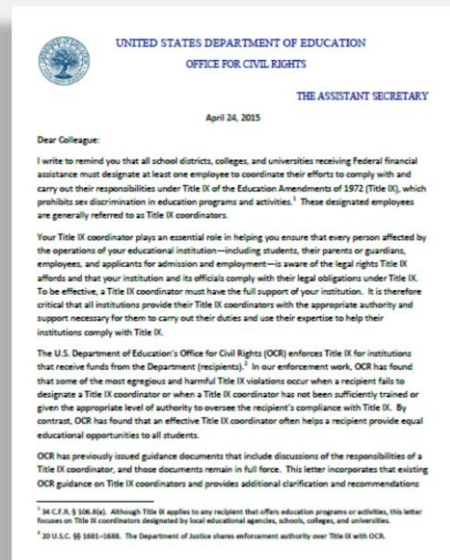 UNITED STATES DEPARTMENT OF EDUCATION
OFFICE FOR CIVIL RIGHTS
THE ASSISTANT SECRETARY
April 24, 2015
Dear Colleague:
I write to remind you that all school districts, colleges, and universities receiving Federal financial
assistance must designate at least one employee to coordinate their efforts to comply with and
carry out their responsibilities under Title IX of the Education Amendments of 1972 (Title IX), which
prohibits sex discrimination in education programs and activities.¹ These designated employees
are generally referred to as Title IX coordinators.
Your Title IX coordinator plays an essential role in helping you ensure that every person affected by
the operations of your educational institution—including students, their parents or guardians,
employees, and applicants for admission and employment—is aware of the legal rights Title IX
affords and that your institution and its officials comply with their legal obligations under Title IX.
To be effective, a Title IX coordinator must have the full support of your institution. It is therefore
critical that all institutions provide their Title IX coordinators with the appropriate authority and
support necessary for them to carry out their duties and use their expertise to help their
institutions comply with Title IX.
The U.S. Department of Education's Office for Civil Rights (OCR) enforces Title IX for institutions
that receive funds from the Department (recipients).² In our enforcement work, OCR has found
that some of the most egregious and harmful Title IX violations occur when a recipient fails to
designate a Title IX coordinator or when a Title IX coordinator has not been sufficiently trained or
given the appropriate level of authority to oversee the recipient's compliance with Title IX. By
contrast, OCR has found that an effective Title IX coordinator often helps a recipient provide equal
educational opportunities to all students.
OCR has previously issued guidance documents that include discussions of the responsibilities of a
Title IX coordinator, and those documents remain in full force. This letter incorporates that existing
OCR guidance on Title IX coordinators and provides additional clarification and recommendations
¹ 34 C.F.R. § 106.8(a). Although Title IX applies to any recipient that offers education programs or activities, this letter
focuses on Title IX coordinators designated by local educational agencies, schools, colleges, and universities.
² 20 U.S.C. §§ 1681–1688. The Department of Justice shares enforcement authority over Title IX with OCR.